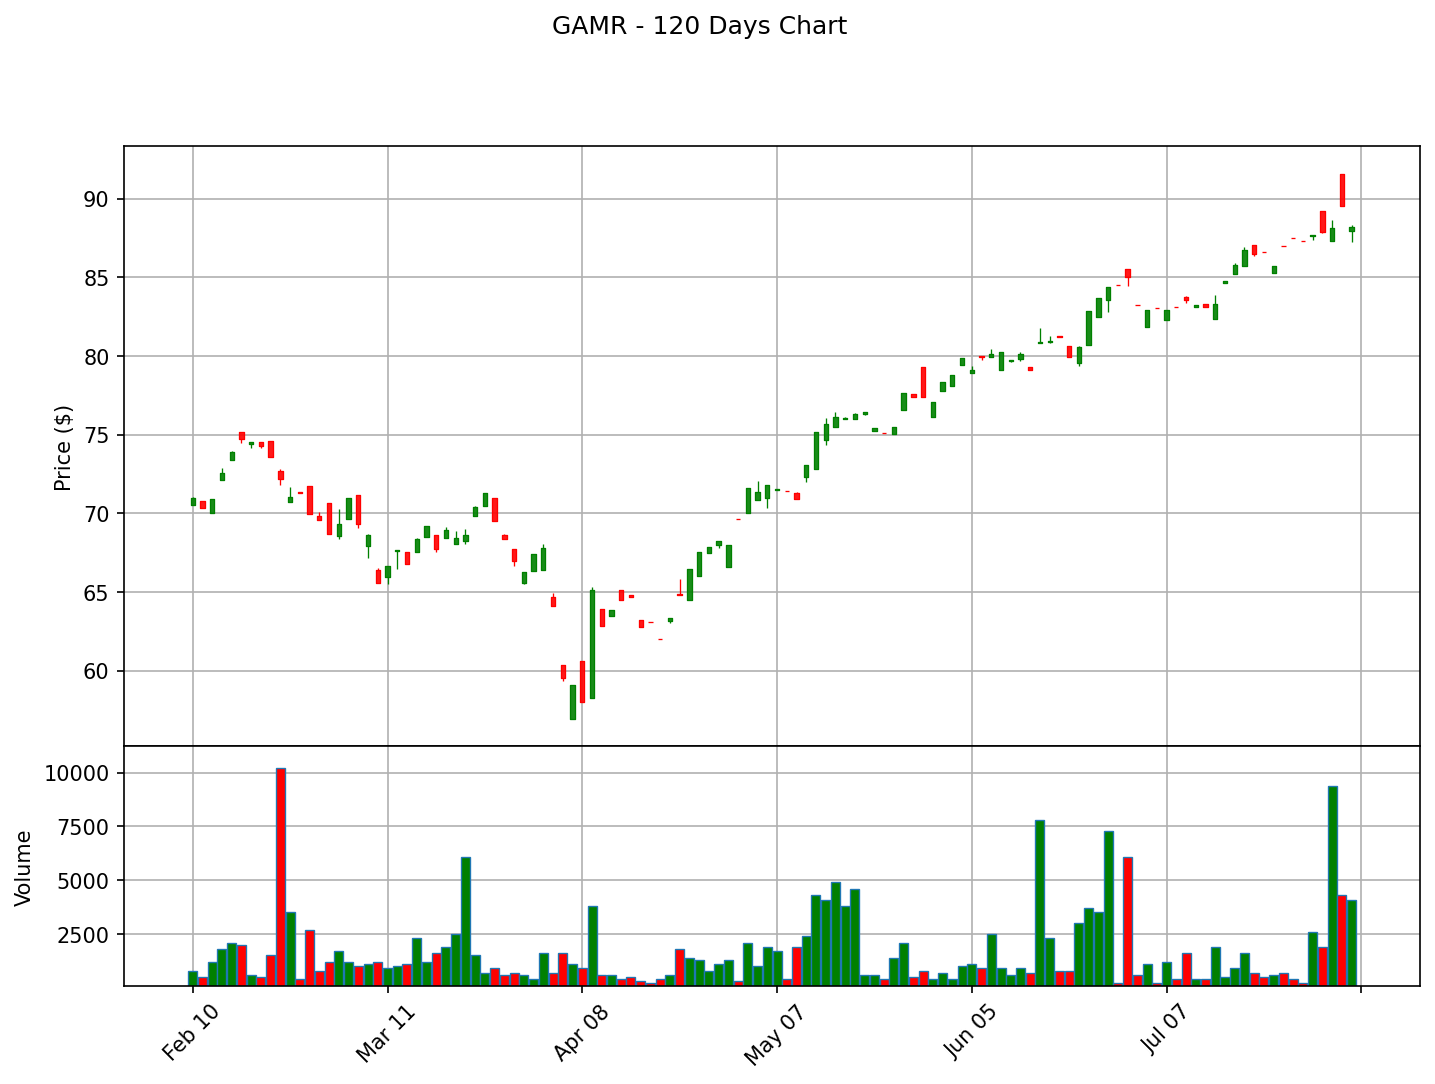 GAMR - 120 Days Chart
Price ($)
90
85
80
75
70
65
60
Volume
10000
7500
5000
2500
Feb 10
Mar 11
Apr 08
May 07
Jun 05
Jul 07